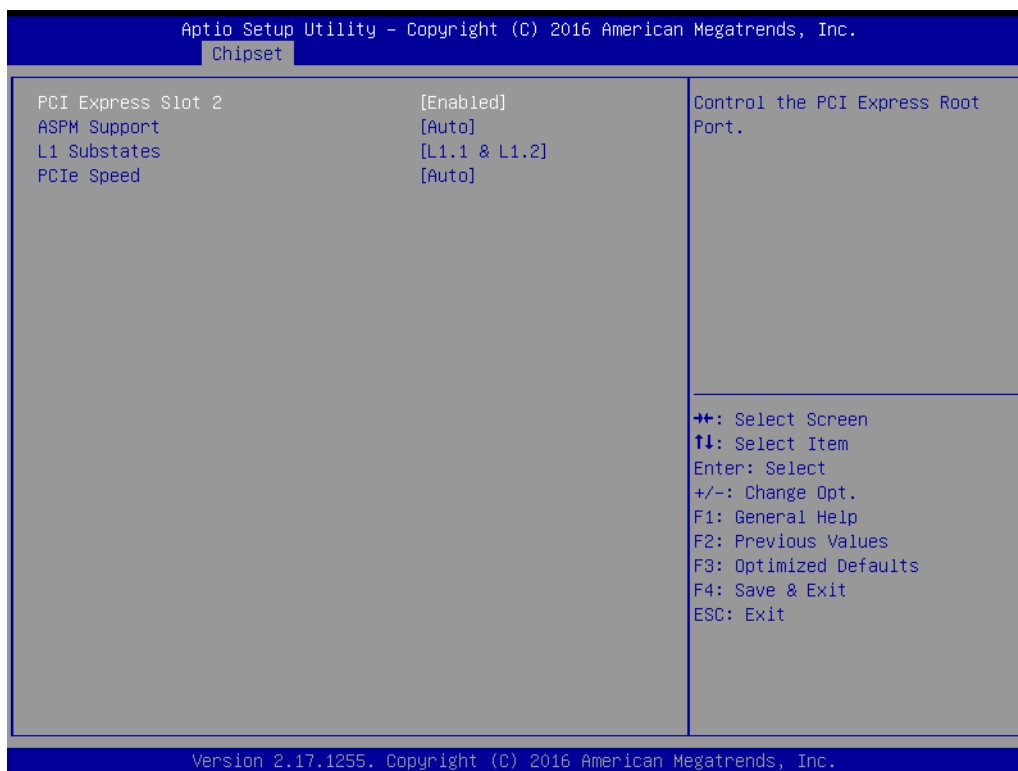 Aptio Setup Utility – Copyright (C) 2016 American Megatrends, Inc.
Chipset
PCI Express Slot 2 [Enabled]
ASPM Support [Auto]
L1 Substates [L1.1 & L1.2]
PCIe Speed [Auto]
Control the PCI Express Root
Port.
→←: Select Screen
↑↓: Select Item
Enter: Select
+/-: Change Opt.
F1: General Help
F2: Previous Values
F3: Optimized Defaults
F4: Save & Exit
ESC: Exit
Version 2.17.1255. Copyright (C) 2016 American Megatrends, Inc.